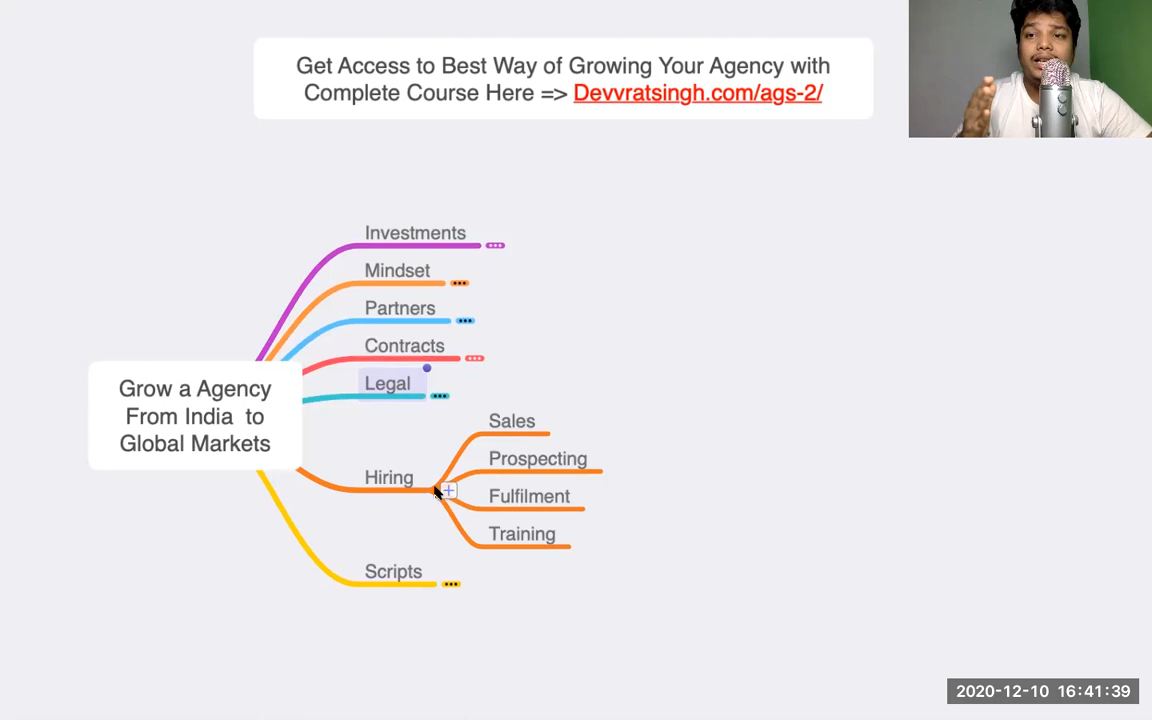 Get Access to Best Way of Growing Your Agency with
Complete Course Here => Devvratsingh.com/ags-2/
Investments
Mindset
Partners
Contracts
Legal
Grow a Agency
From India to
Global Markets
Sales
Prospecting
Hiring
Fulfilment
Training
Scripts
2020-12-10 16:41:39